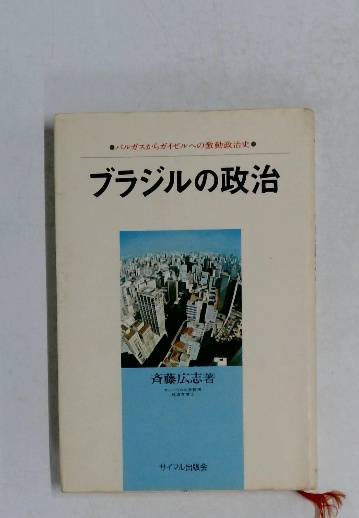 ●バルガスからガイゼルへの激動政治史●
ブラジルの政治
斉藤広志著
サイマル出版会